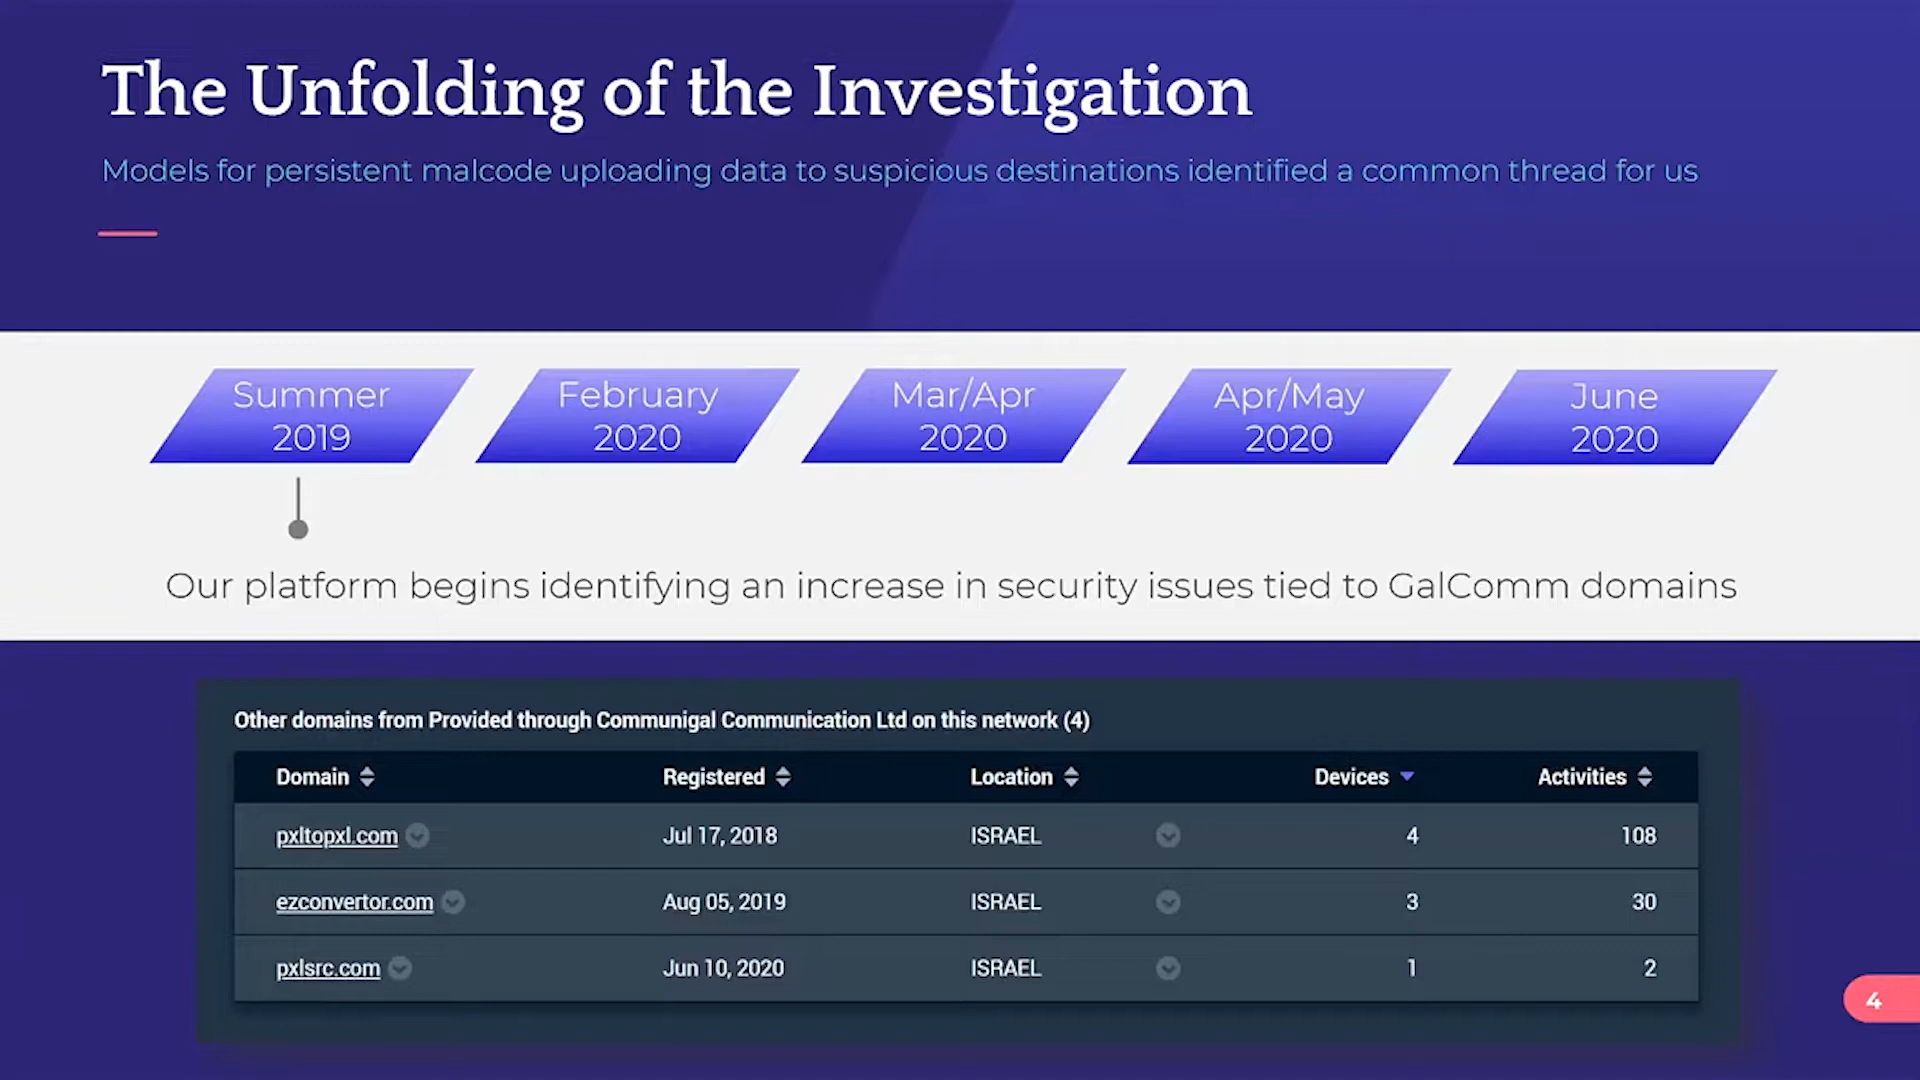 The Unfolding of the Investigation
Models for persistent malcode uploading data to suspicious destinations identified a common thread for us
Summer
2019
February
2020
Mar/Apr
2020
Apr/May
2020
June
2020
Our platform begins identifying an increase in security issues tied to GalComm domains
Other domains from Provided through Communigal Communication Ltd on this network (4)
Domain Registered Location Devices Activities
pxltopxl.com Jul 17, 2018 ISRAEL 4 108
ezconvertor.com Aug 05, 2019 ISRAEL 3 30
pxlsrc.com Jun 10, 2020 ISRAEL 1 2
4